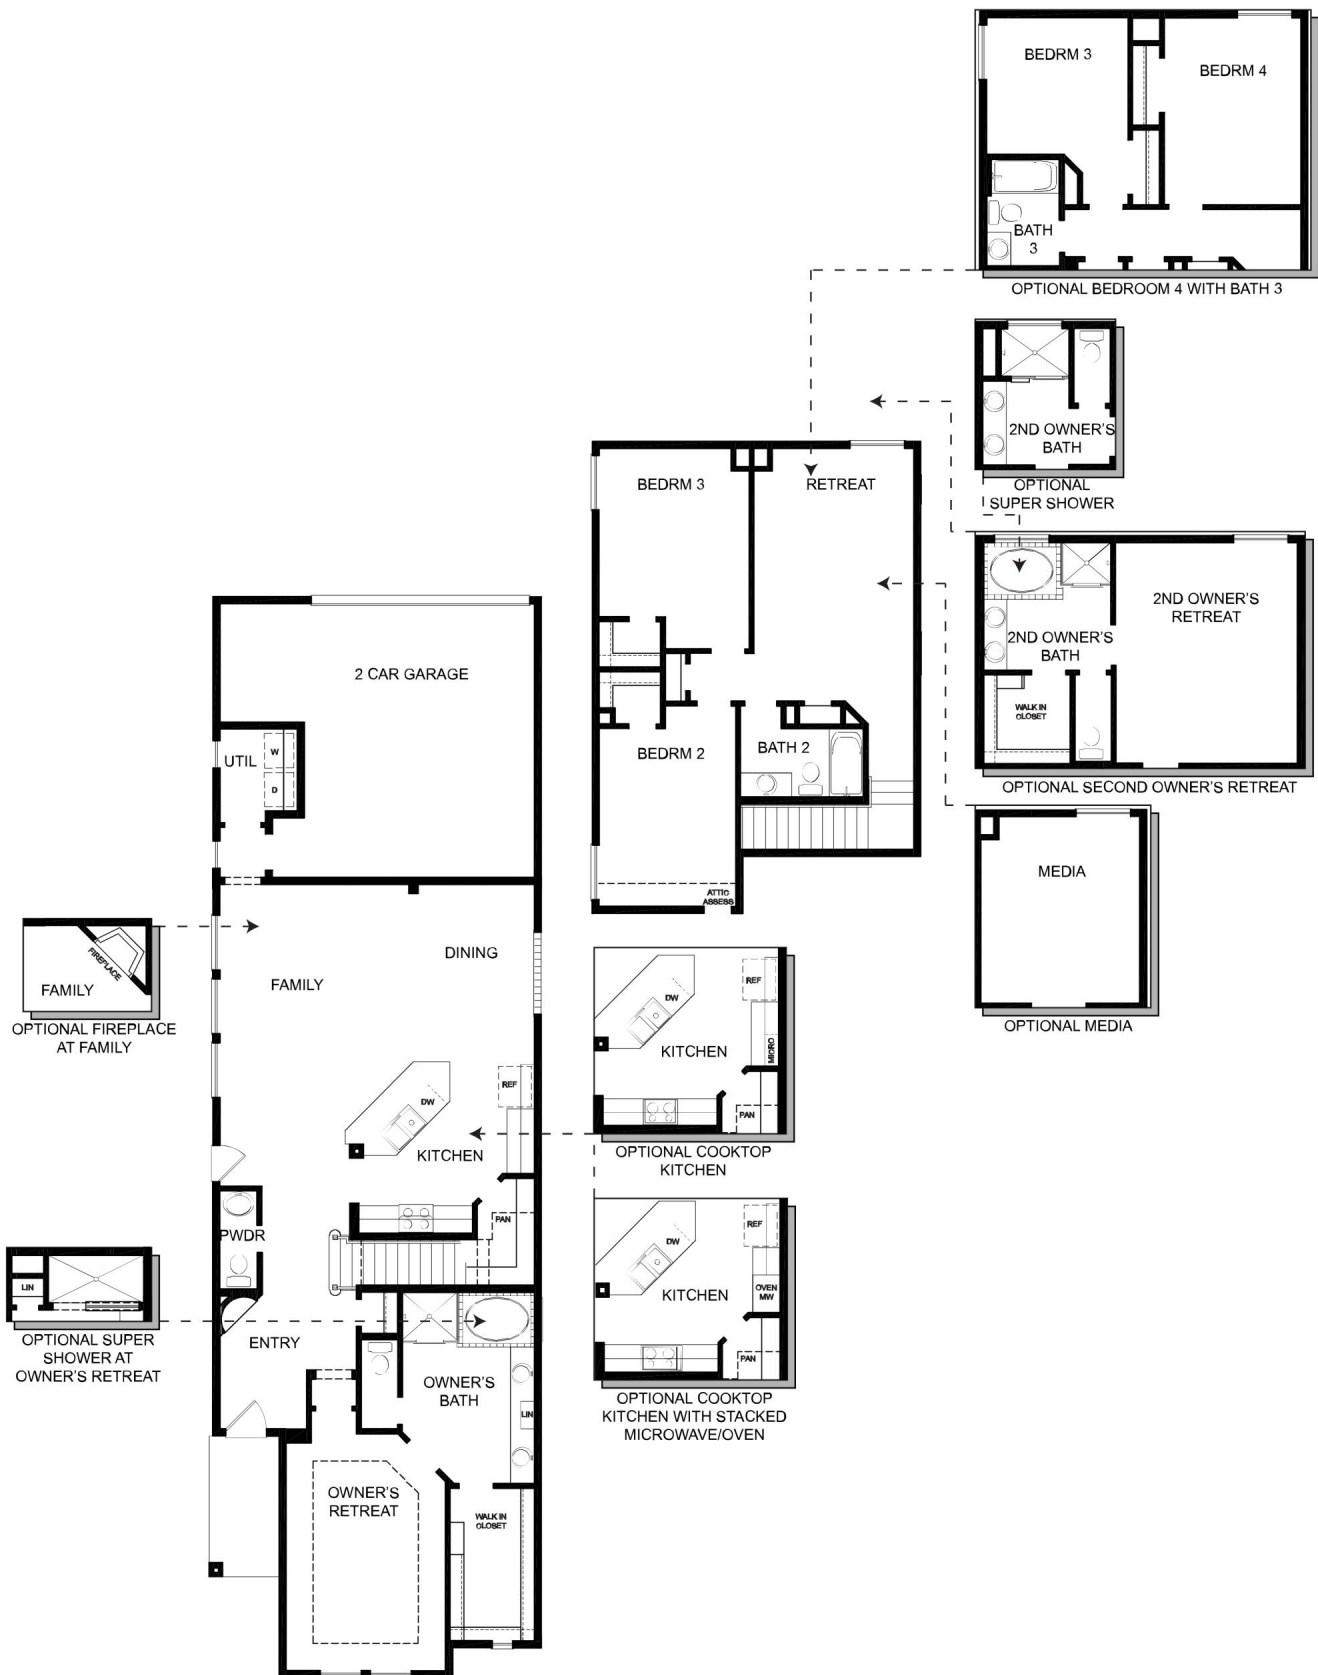 BEDRM 3
BEDRM 4
BATH
3
OPTIONAL BEDROOM 4 WITH BATH 3
2ND OWNER'S
BATH
OPTIONAL
SUPER SHOWER
BEDRM 3
RETREAT
2ND OWNER'S
RETREAT
2ND OWNER'S
BATH
WALK IN
CLOSET
OPTIONAL SECOND OWNER'S RETREAT
2 CAR GARAGE
UTIL
W
D
BEDRM 2
BATH 2
ATTIC
ASSESS
MEDIA
OPTIONAL MEDIA
FIREPLACE
FAMILY
OPTIONAL FIREPLACE
AT FAMILY
DINING
FAMILY
REF
DW
KITCHEN
PAN
REF
DW
KITCHEN
MICRO
PAN
OPTIONAL COOKTOP
KITCHEN
PWDR
LIN
OPTIONAL SUPER
SHOWER AT
OWNER'S RETREAT
REF
DW
KITCHEN
OVEN
MW
PAN
OPTIONAL COOKTOP
KITCHEN WITH STACKED
MICROWAVE/OVEN
ENTRY
OWNER'S
BATH
LIN
OWNER'S
RETREAT
WALK IN
CLOSET